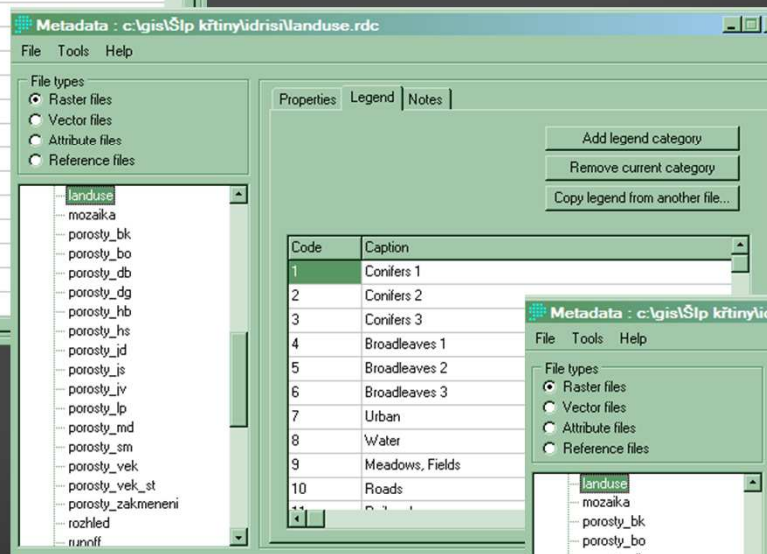 Metadata : c:\gis\Šlp křtiny\idrisi\landuse.rdc
File Tools Help
File types
Raster files
Vector files
Attribute files
Reference files
landuse
mozaika
porosty_bk
porosty_bo
porosty_db
porosty_dg
porosty_hb
porosty_hs
porosty_jd
porosty_js
porosty_jv
porosty_lp
porosty_md
porosty_sm
porosty_vek
porosty_vek_st
porosty_zakmeneni
rozhled
runoff
Properties Legend Notes
Add legend category
Remove current category
Copy legend from another file...
Code Caption
1 Conifers 1
2 Conifers 2
3 Conifers 3
4 Broadleaves 1
5 Broadleaves 2
6 Broadleaves 3
7 Urban
8 Water
9 Meadows, Fields
10 Roads
11
Metadata : c:\gis\Šlp křtiny\i
File Tools Help
File types
Raster files
Vector files
Attribute files
Reference files
landuse
mozaika
porosty_bk
porosty_bo